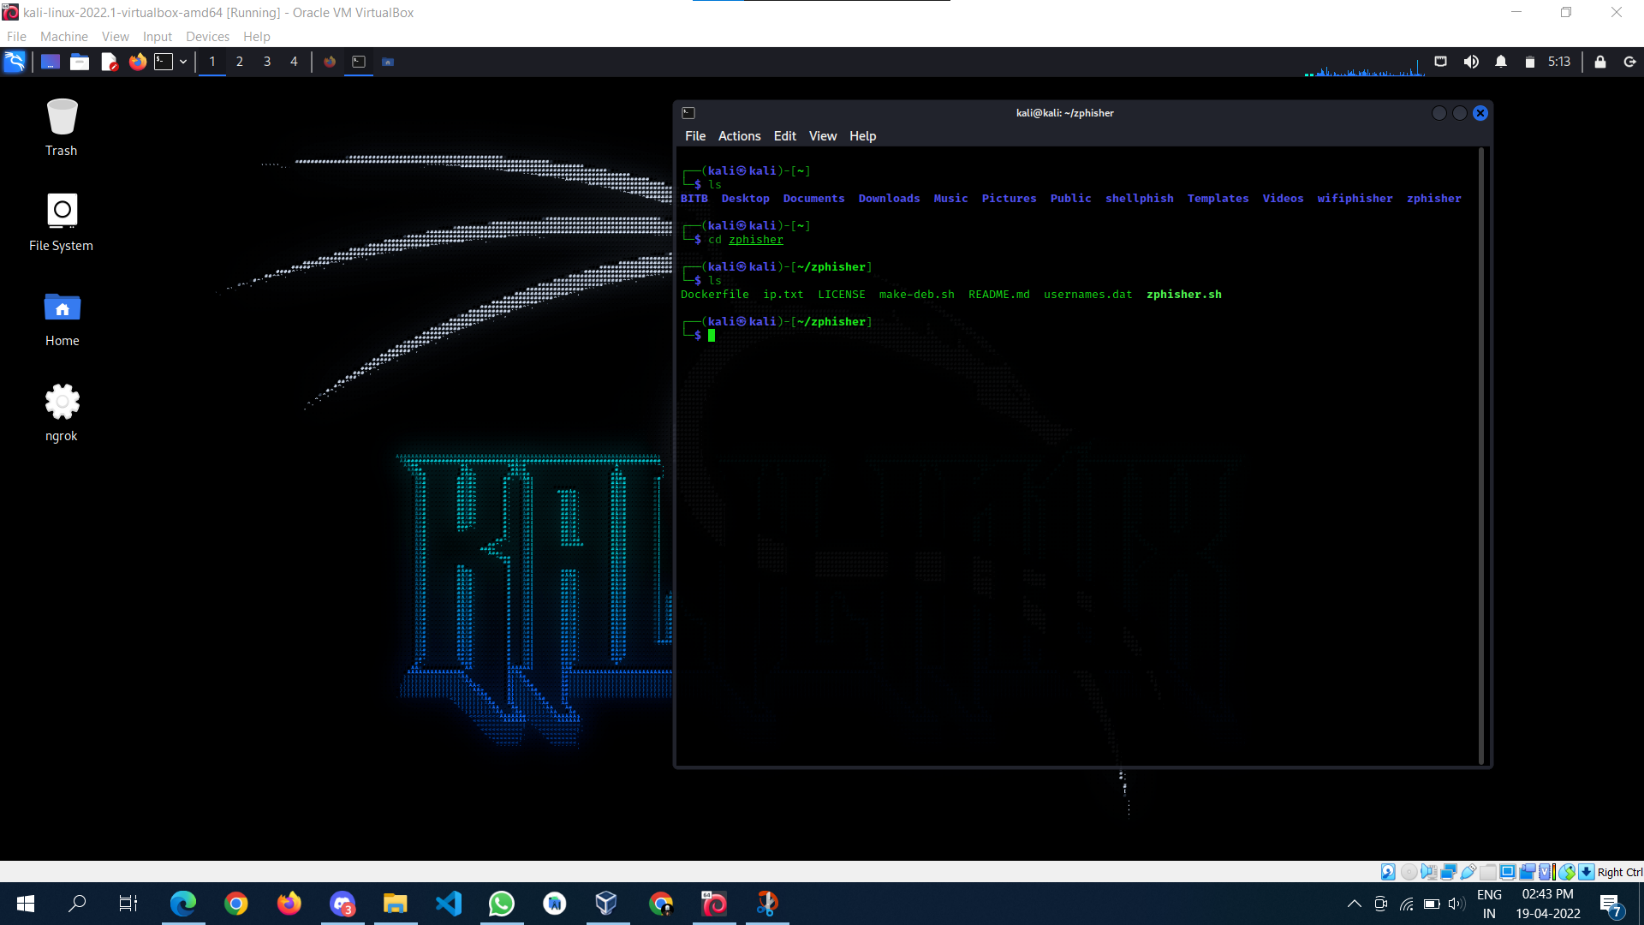 kali-linux-2022.1-virtualbox-amd64 [Running] - Oracle VM VirtualBox
File Machine View Input Devices Help
1 2 3 4 5:13
Trash
File System
Home
ngrok
kali@kali: ~/zphisher
File Actions Edit View Help
┌──(kali㉿kali)-[~]
└─$ ls
BITB Desktop Documents Downloads Music Pictures Public shellphish Templates Videos wifiphisher zphisher
┌──(kali㉿kali)-[~]
└─$ cd zphisher
┌──(kali㉿kali)-[~/zphisher]
└─$ ls
Dockerfile ip.txt LICENSE make-deb.sh README.md usernames.dat zphisher.sh
┌──(kali㉿kali)-[~/zphisher]
└─$
KAL
Right Ctrl
3
ENG
IN
02:43 PM
19-04-2022
7